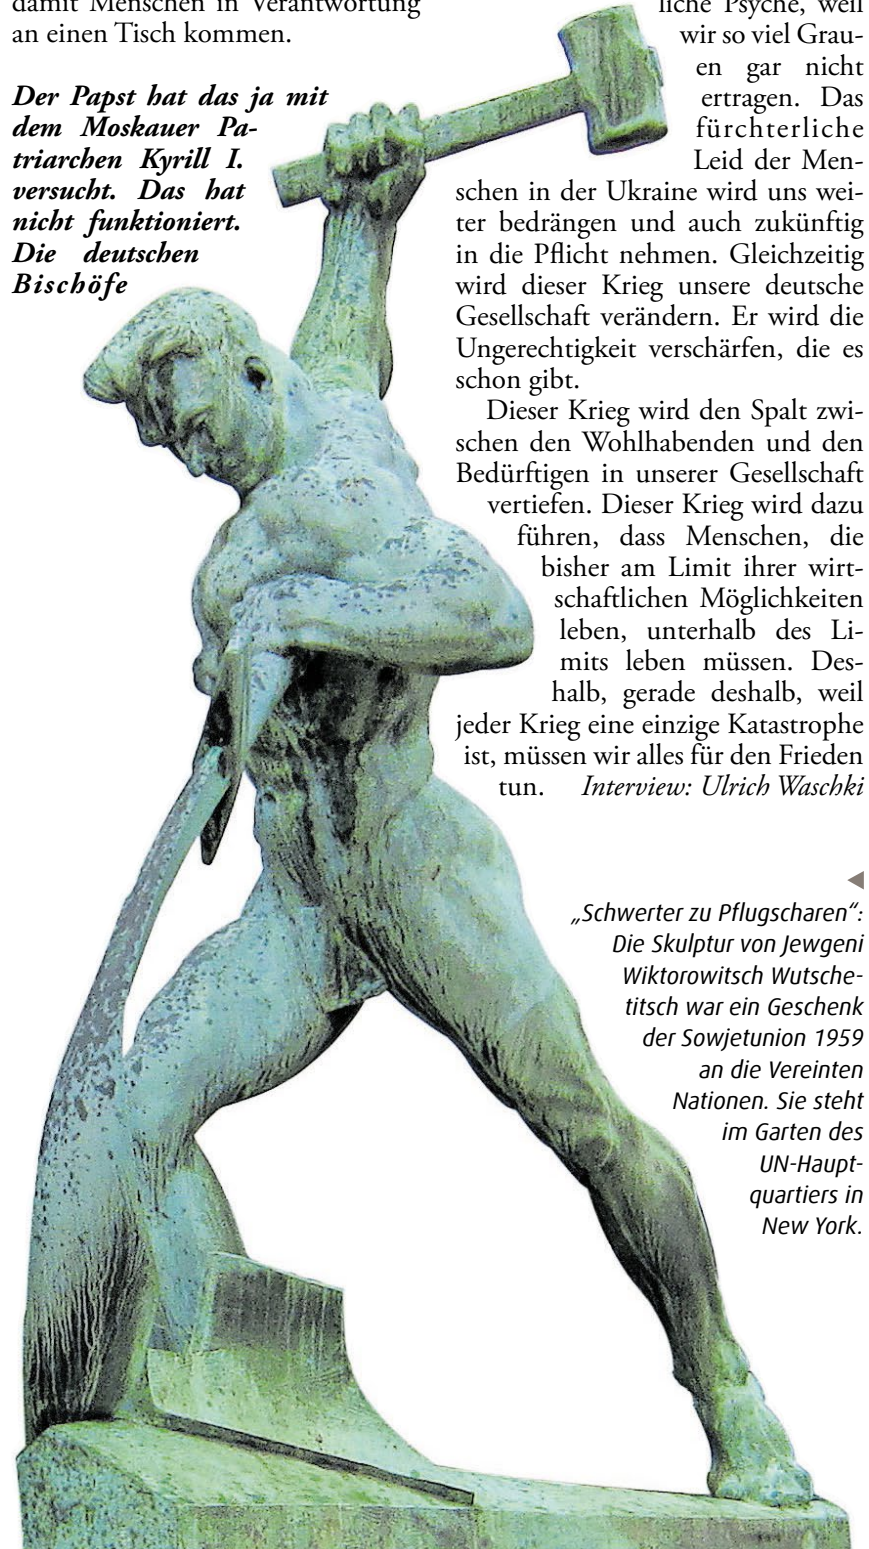 damit Menschen in Verantwortung
an einen Tisch kommen.
Der Papst hat das ja mit
dem Moskauer Pa-
triarchen Kyrill I.
versucht. Das hat
nicht funktioniert.
Die deutschen
Bischöfe
liche Psyche, weil
wir so viel Grau-
en gar nicht
ertragen. Das
fürchterliche
Leid der Men-
schen in der Ukraine wird uns wei-
ter bedrängen und auch zukünftig
in die Pflicht nehmen. Gleichzeitig
wird dieser Krieg unsere deutsche
Gesellschaft verändern. Er wird die
Ungerechtigkeit verschärfen, die es
schon gibt.
Dieser Krieg wird den Spalt zwi-
schen den Wohlhabenden und den
Bedürftigen in unserer Gesellschaft
vertiefen. Dieser Krieg wird dazu
führen, dass Menschen, die
bisher am Limit ihrer wirt-
schaftlichen Möglichkeiten
leben, unterhalb des Li-
mits leben müssen. Des-
halb, gerade deshalb, weil
jeder Krieg eine einzige Katastrophe
ist, müssen wir alles für den Frieden
tun. Interview: Ulrich Waschki
„Schwerter zu Pflugscharen“:
Die Skulptur von Jewgeni
Wiktorowitsch Wutsche-
titsch war ein Geschenk
der Sowjetunion 1959
an die Vereinten
Nationen. Sie steht
im Garten des
UN-Haupt-
quartiers in
New York.